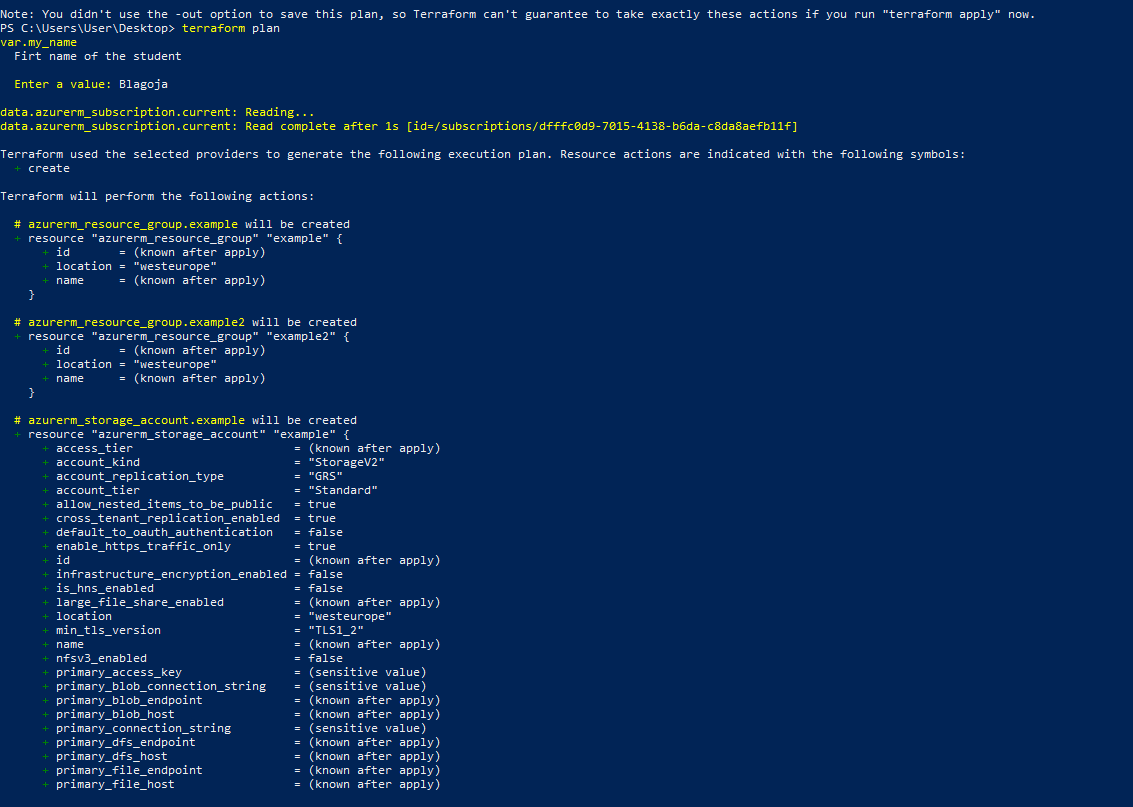 Note: You didn't use the -out option to save this plan, so Terraform can't guarantee to take exactly these actions if you run "terraform apply" now.
PS C:\Users\User\Desktop> terraform plan
var.my_name
  Firt name of the student

  Enter a value: Blagoja

data.azurerm_subscription.current: Reading...
data.azurerm_subscription.current: Read complete after 1s [id=/subscriptions/dfffc0d9-7015-4138-b6da-c8da8aefb11f]

Terraform used the selected providers to generate the following execution plan. Resource actions are indicated with the following symbols:
  + create

Terraform will perform the following actions:

  # azurerm_resource_group.example will be created
  + resource "azurerm_resource_group" "example" {
      + id       = (known after apply)
      + location = "westeurope"
      + name     = (known after apply)
    }

  # azurerm_resource_group.example2 will be created
  + resource "azurerm_resource_group" "example2" {
      + id       = (known after apply)
      + location = "westeurope"
      + name     = (known after apply)
    }

  # azurerm_storage_account.example will be created
  + resource "azurerm_storage_account" "example" {
      + access_tier                       = (known after apply)
      + account_kind                      = "StorageV2"
      + account_replication_type          = "GRS"
      + account_tier                      = "Standard"
      + allow_nested_items_to_be_public   = true
      + cross_tenant_replication_enabled  = true
      + default_to_oauth_authentication   = false
      + enable_https_traffic_only         = true
      + id                                = (known after apply)
      + infrastructure_encryption_enabled = false
      + is_hns_enabled                    = false
      + large_file_share_enabled          = (known after apply)
      + location                          = "westeurope"
      + min_tls_version                   = "TLS1_2"
      + name                              = (known after apply)
      + nfsv3_enabled                     = false
      + primary_access_key                = (sensitive value)
      + primary_blob_connection_string    = (sensitive value)
      + primary_blob_endpoint             = (known after apply)
      + primary_blob_host                 = (known after apply)
      + primary_connection_string         = (sensitive value)
      + primary_dfs_endpoint              = (known after apply)
      + primary_dfs_host                  = (known after apply)
      + primary_file_endpoint             = (known after apply)
      + primary_file_host                 = (known after apply)